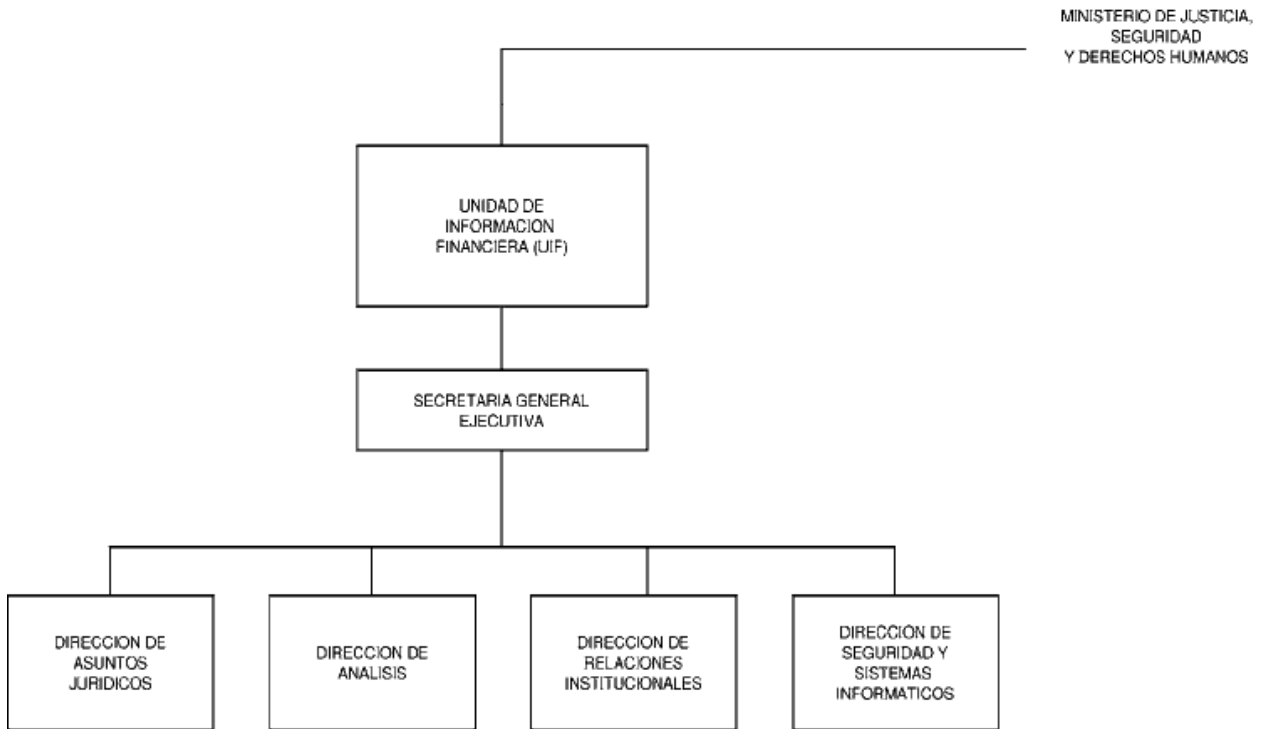 MINISTERIO DE JUSTICIA,
SEGURIDAD
Y DERECHOS HUMANOS
UNIDAD DE
INFORMACION
FINANCIERA (UIF)
SECRETARIA GENERAL
EJECUTIVA
DIRECCION DE
ASUNTOS
JURIDICOS
DIRECCION DE
ANALISIS
DIRECCION DE
RELACIONES
INSTITUCIONALES
DIRECCION DE
SEGURIDAD Y
SISTEMAS
INFORMATICOS